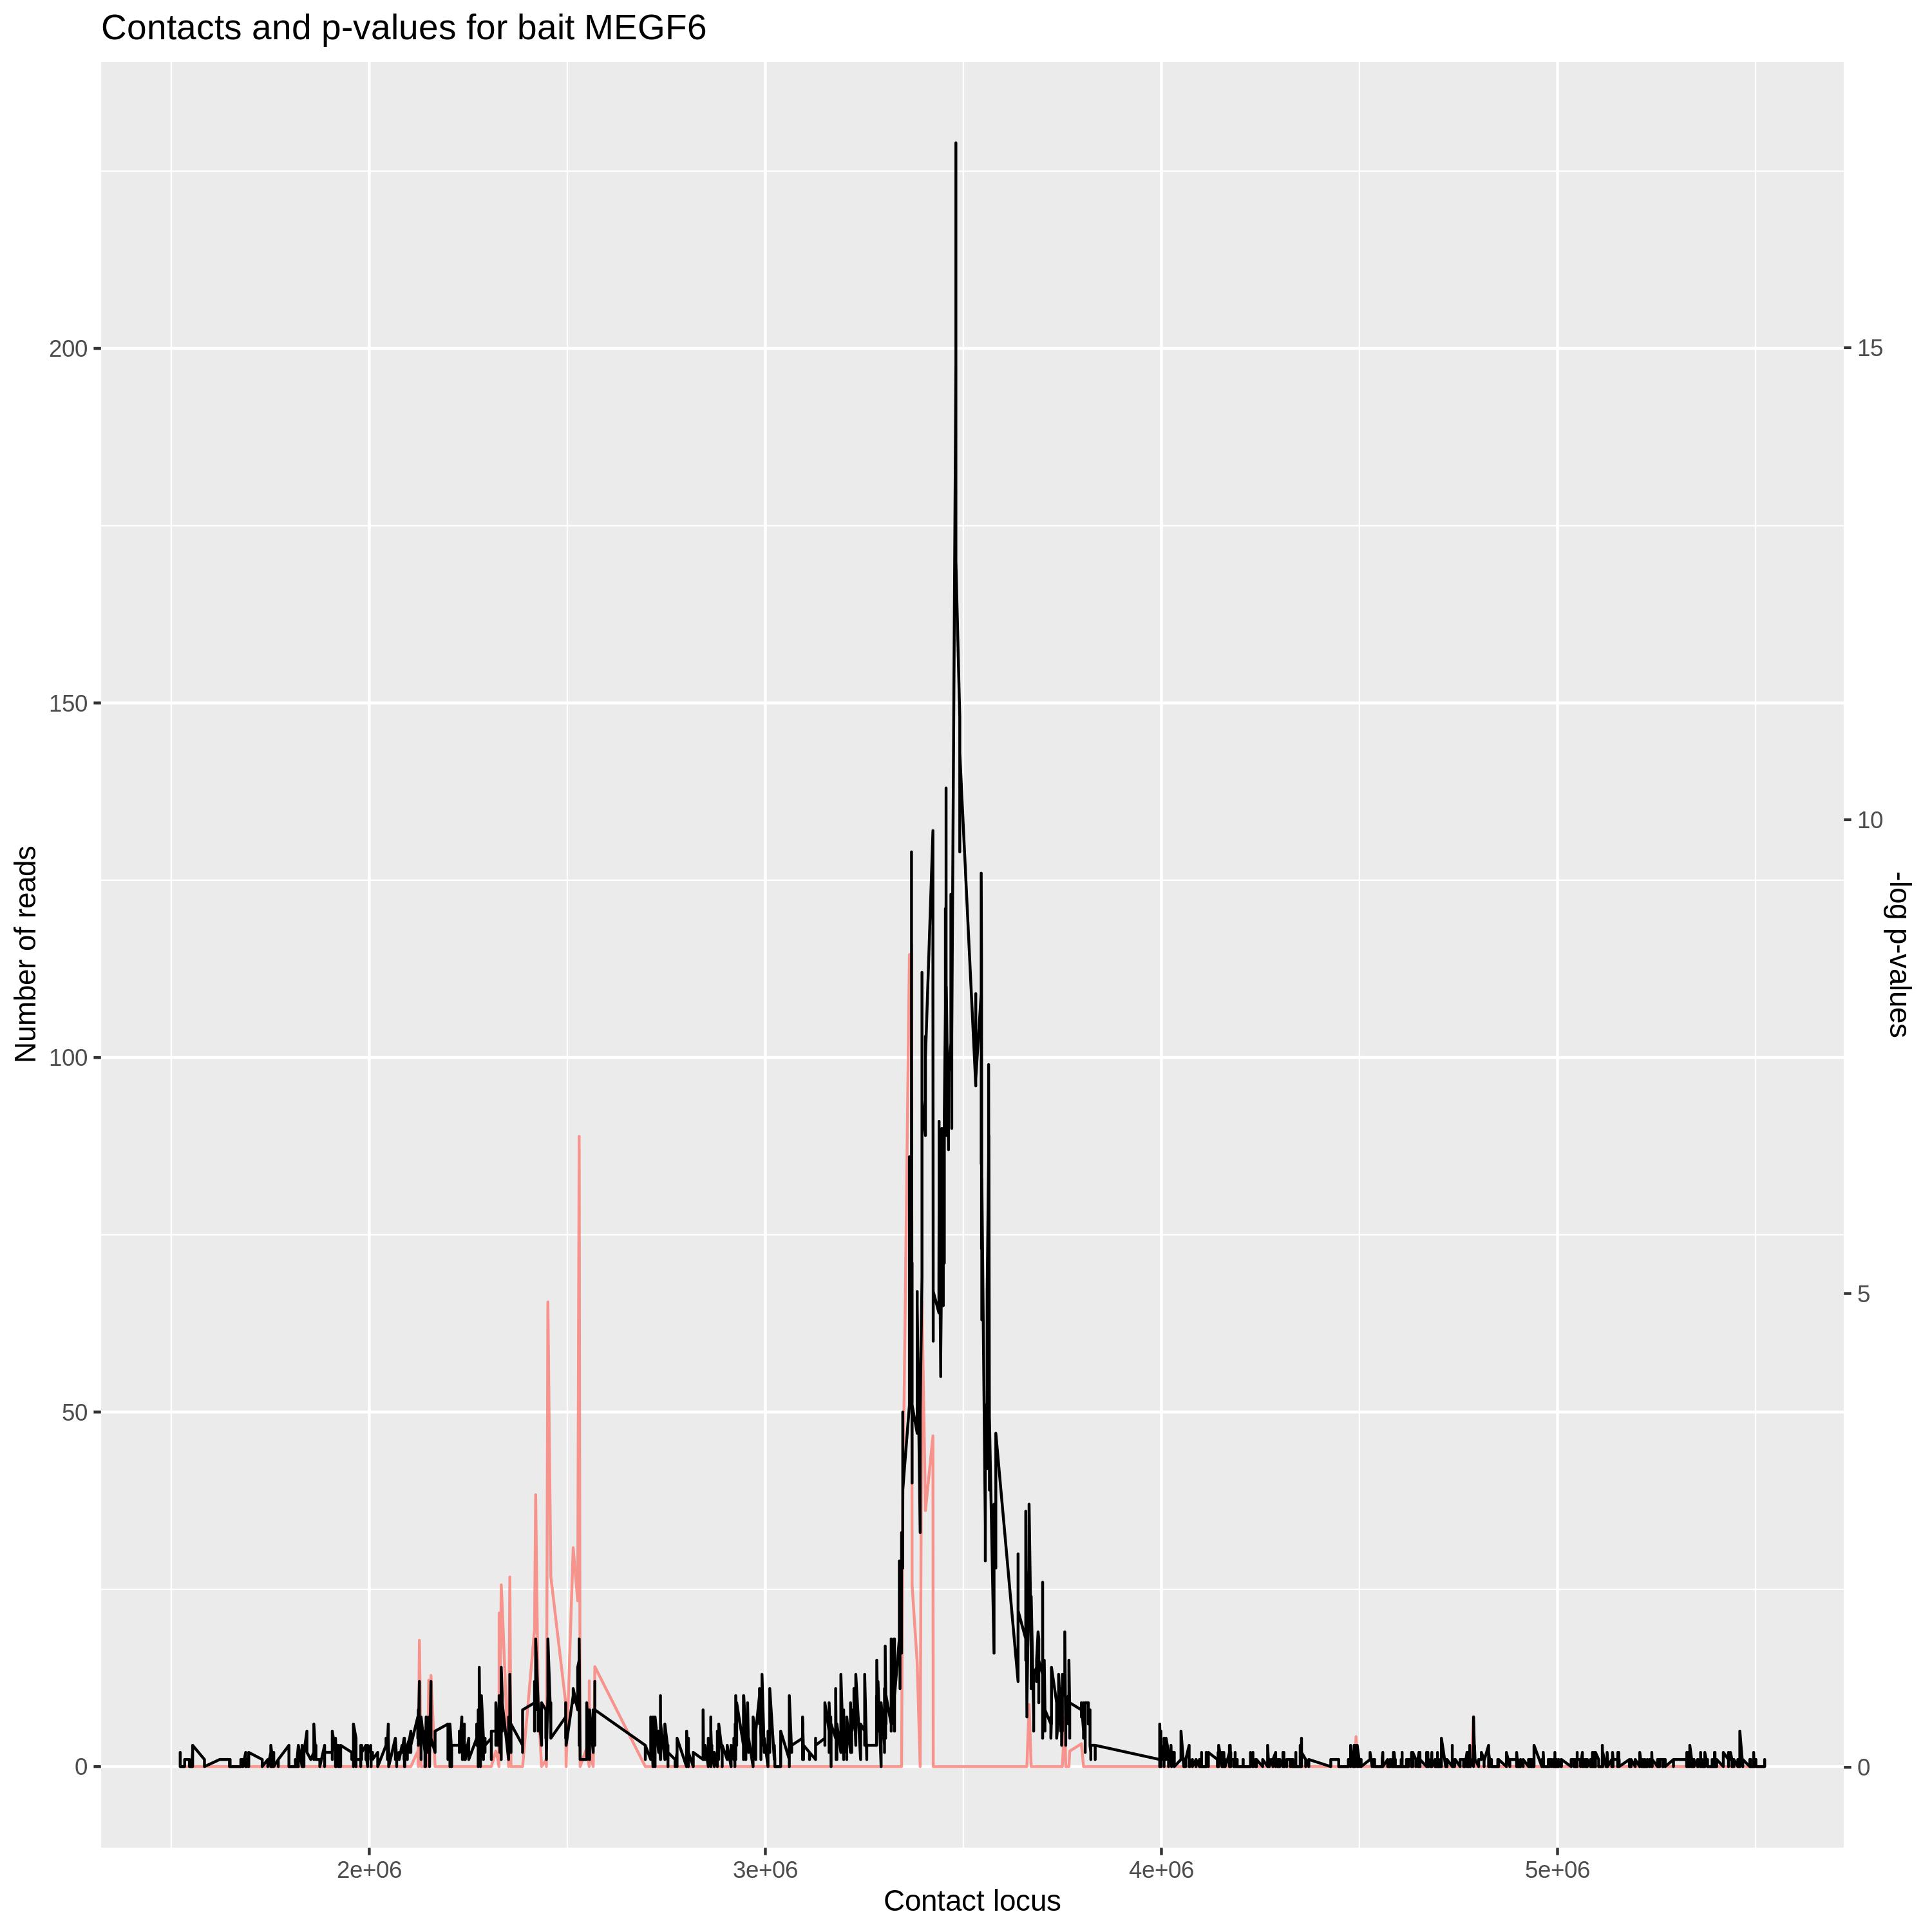 Contacts and p-values for bait MEGF6
Number of reads
200
150
100
50
0
15
10
5
0
-log p-values
2e+06 3e+06 4e+06 5e+06
Contact locus